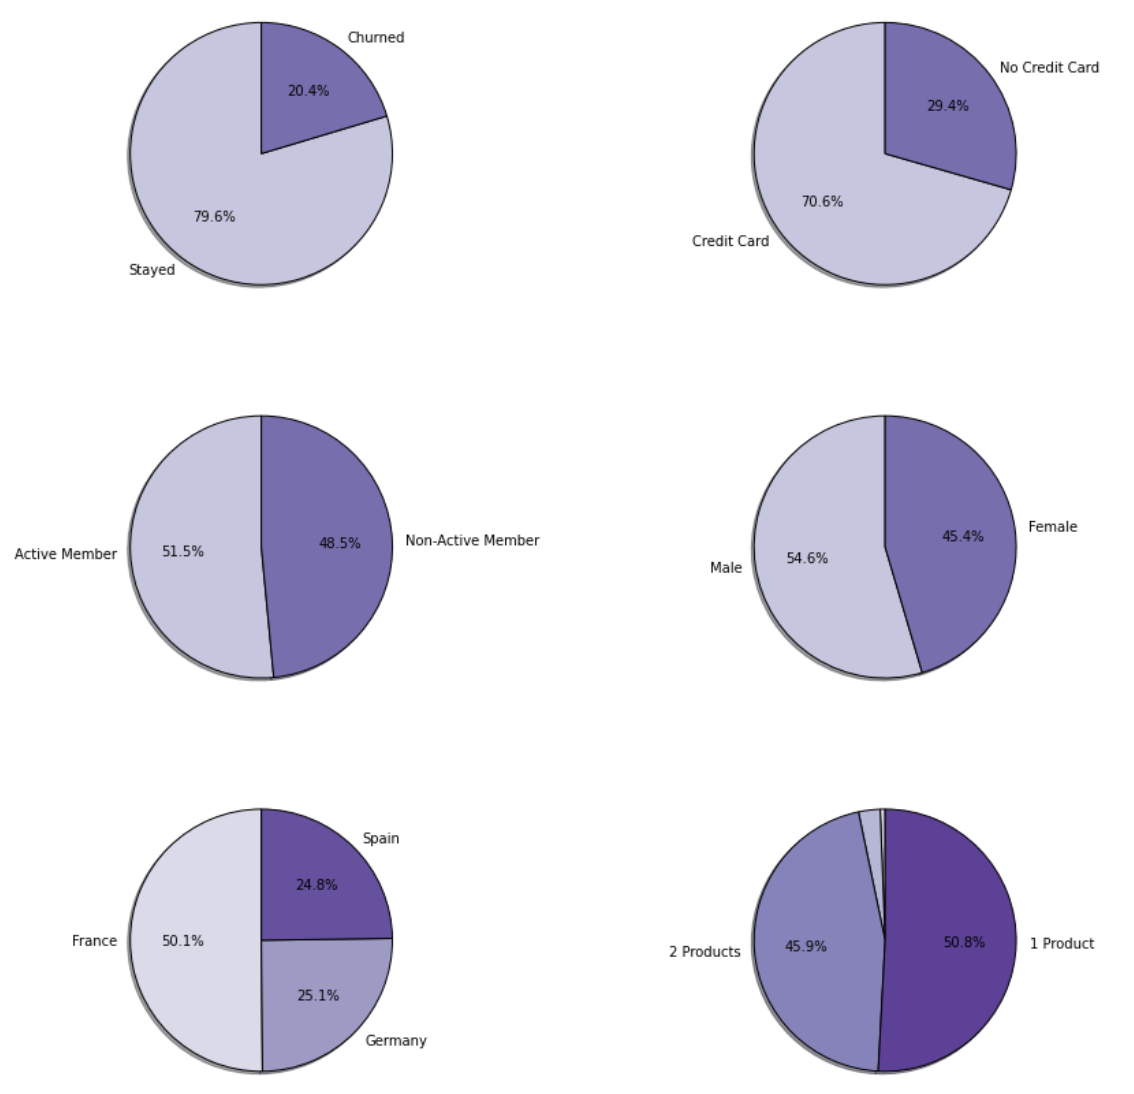 Churned
20.4%
79.6%
Stayed
No Credit Card
29.4%
70.6%
Credit Card
Active Member
51.5%
48.5%
Non-Active Member
Female
45.4%
54.6%
Male
Spain
24.8%
France
50.1%
25.1%
Germany
2 Products
45.9%
50.8%
1 Product